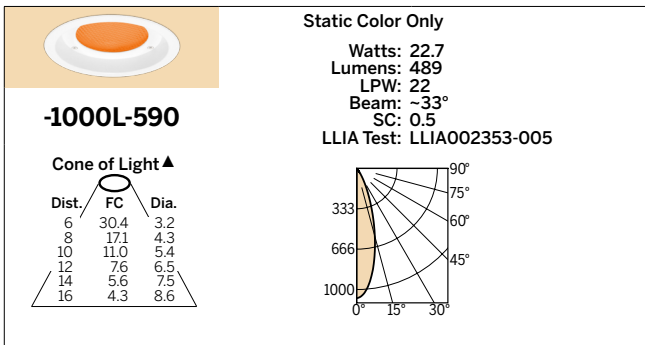 Static Color Only
Watts: 22.7
Lumens: 489
LPW: 22
Beam: ~33°
SC: 0.5
LLIA Test: LLIA002353-005
-1000L-590
Cone of Light▲
Dist. FC Dia.
6 30.4 3.2
8 17.1 4.3
10 11.0 5.4
12 7.6 6.5
14 5.6 7.5
16 4.3 8.6
90°
75°
333
60°
666
45°
1000
0° 15° 30°